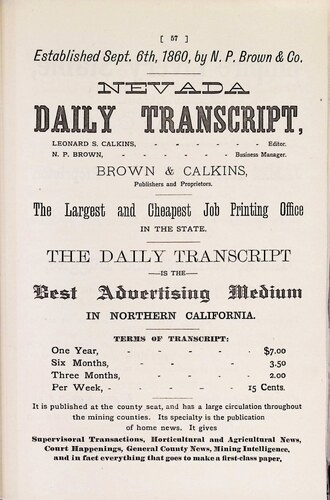 [ 57 ]
Established Sept. 6th, 1860, by N. P. Brown & Co.
NEVADA
DAILY TRANSCRIPT,
LEONARD S. CALKINS, - - - - - Editor.
N. P. BROWN, - - - - - Business Manager.
BROWN & CALKINS,
Publishers and Proprietors.
The Largest and Cheapest Job Printing Office
IN THE STATE.
THE DAILY TRANSCRIPT
—IS THE—
Best Advertising Medium
IN NORTHERN CALIFORNIA.
TERMS OF TRANSCRIPT:
One Year, - - - - - $7.00
Six Months, - - - - 3.50
Three Months, - - - - 2.00
Per Week, - - - - - 15 Cents.
It is published at the county seat, and has a large circulation throughout
the mining counties. Its specialty is the publication
of home news. It gives
Supervisoral Transactions, Horticultural and Agricultural News,
Court Happenings, General County News, Mining Intelligence,
and in fact everything that goes to make a first-class paper,